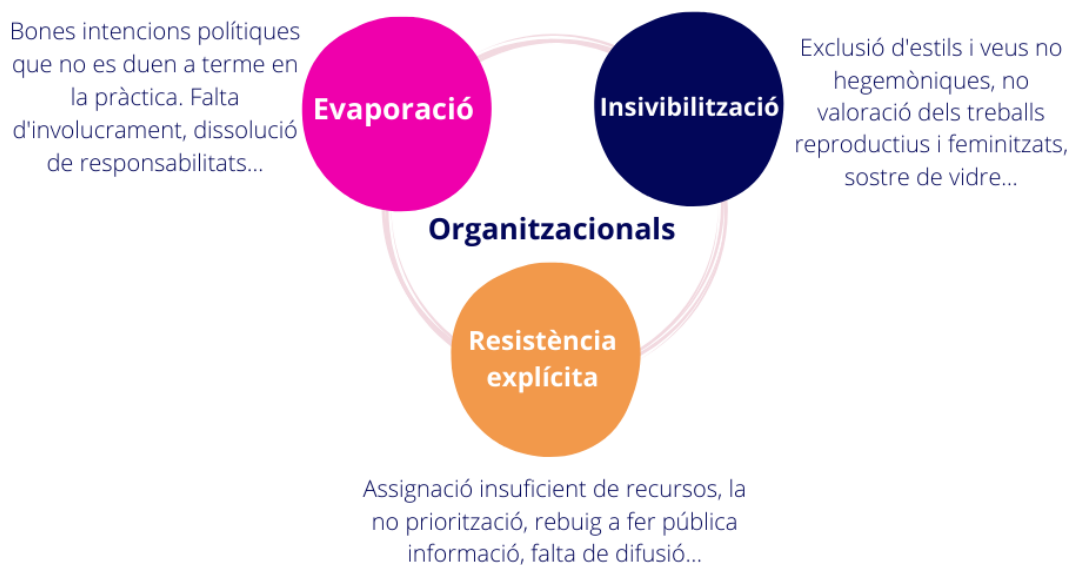 Bones intencions polítiques
que no es duen a terme en
la pràctica. Falta
d'involucrament, dissolució
de responsabilitats...
Evaporació
Insivibilització
Exclusió d'estils i veus no
hegemòniques, no
valoració dels treballs
reproductius i feminitzats,
sostre de vidre...
Organitzacionals
Resistència
explícita
Assignació insuficient de recursos, la
no priorització, rebuig a fer pública
informació, falta de difusió...